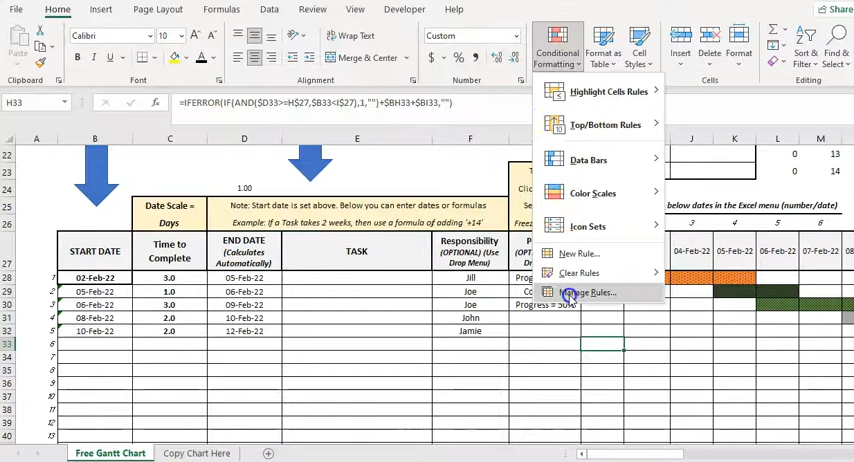 File Home Insert Page Layout Formulas Data Review View Developer Help Share
Calibri 10 Wrap Text Custom
Paste B I U Merge & Center $ % Conditional Formatting Format as Table Cell Styles Insert Delete Format Sort & Filter Find & Select
Clipboard Font Alignment Number Cells Editing
H33 fx =IFERROR(IF(AND($D33>=H$27,$B33<I$27),1,"")+$BH33+$BI33,"")
Highlight Cells Rules
Top/Bottom Rules
Data Bars
Color Scales
Icon Sets
New Rule...
Clear Rules
Manage Rules...
A B C D E F J K L M
22 0 13
23 0 14
24 1.00
25 Date Scale = Note: Start date is set above. Below you can enter dates or formulas below dates in the Excel menu (number/date)
26 Days Example: If a Task takes 2 weeks, then use a formula of adding '+14' Freez 3 4 5 6
27 START DATE Time to Complete END DATE (Calculates Automatically) TASK Responsibility (OPTIONAL) (Use Drop Menu) 04-Feb-22 05-Feb-22 06-Feb-22 07-Feb-22 08
28 1 02-Feb-22 3.0 05-Feb-22 Jill Prog
29 2 05-Feb-22 1.0 06-Feb-22 Joe Co
30 3 06-Feb-22 3.0 09-Feb-22 Joe Progress = 50%
31 4 08-Feb-22 2.0 10-Feb-22 John
32 5 10-Feb-22 2.0 12-Feb-22 Jamie
33 6
34 7
35 8
36 9
37 10
38 11
39 12
40 13
Free Gantt Chart Copy Chart Here